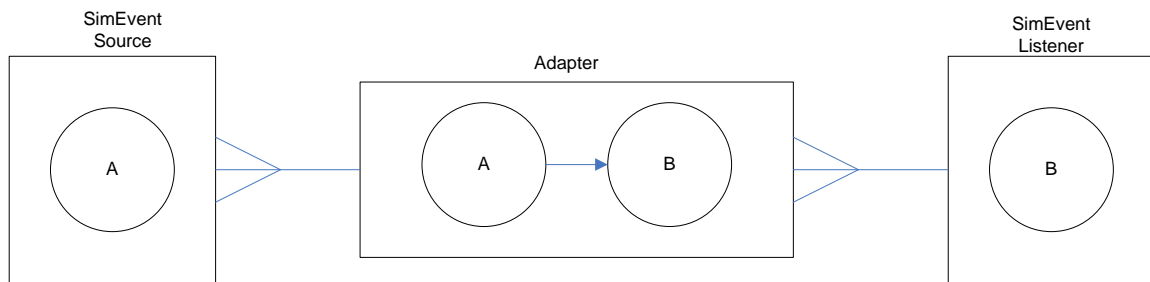 SimEvent
Source
Adapter
SimEvent
Listener
A
A
B
B